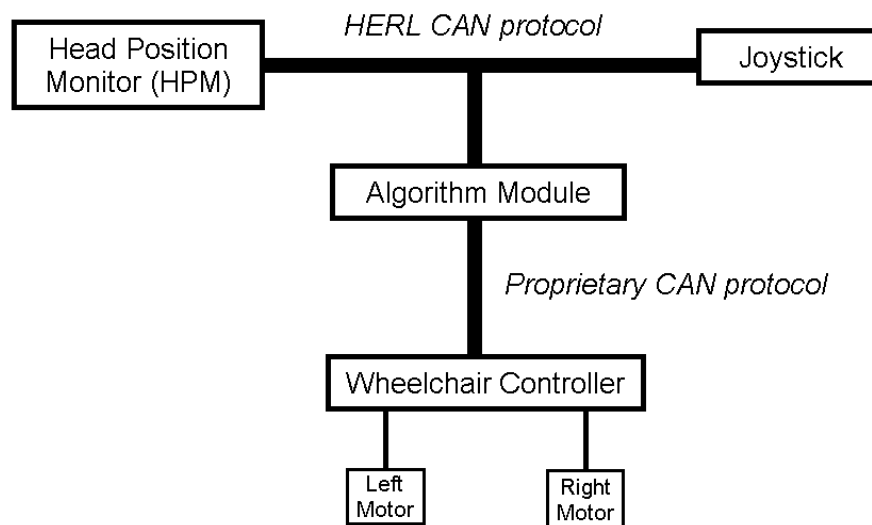 HERL CAN protocol
Head Position
Monitor (HPM)
Joystick
Algorithm Module
Proprietary CAN protocol
Wheelchair Controller
Left
Motor
Right
Motor